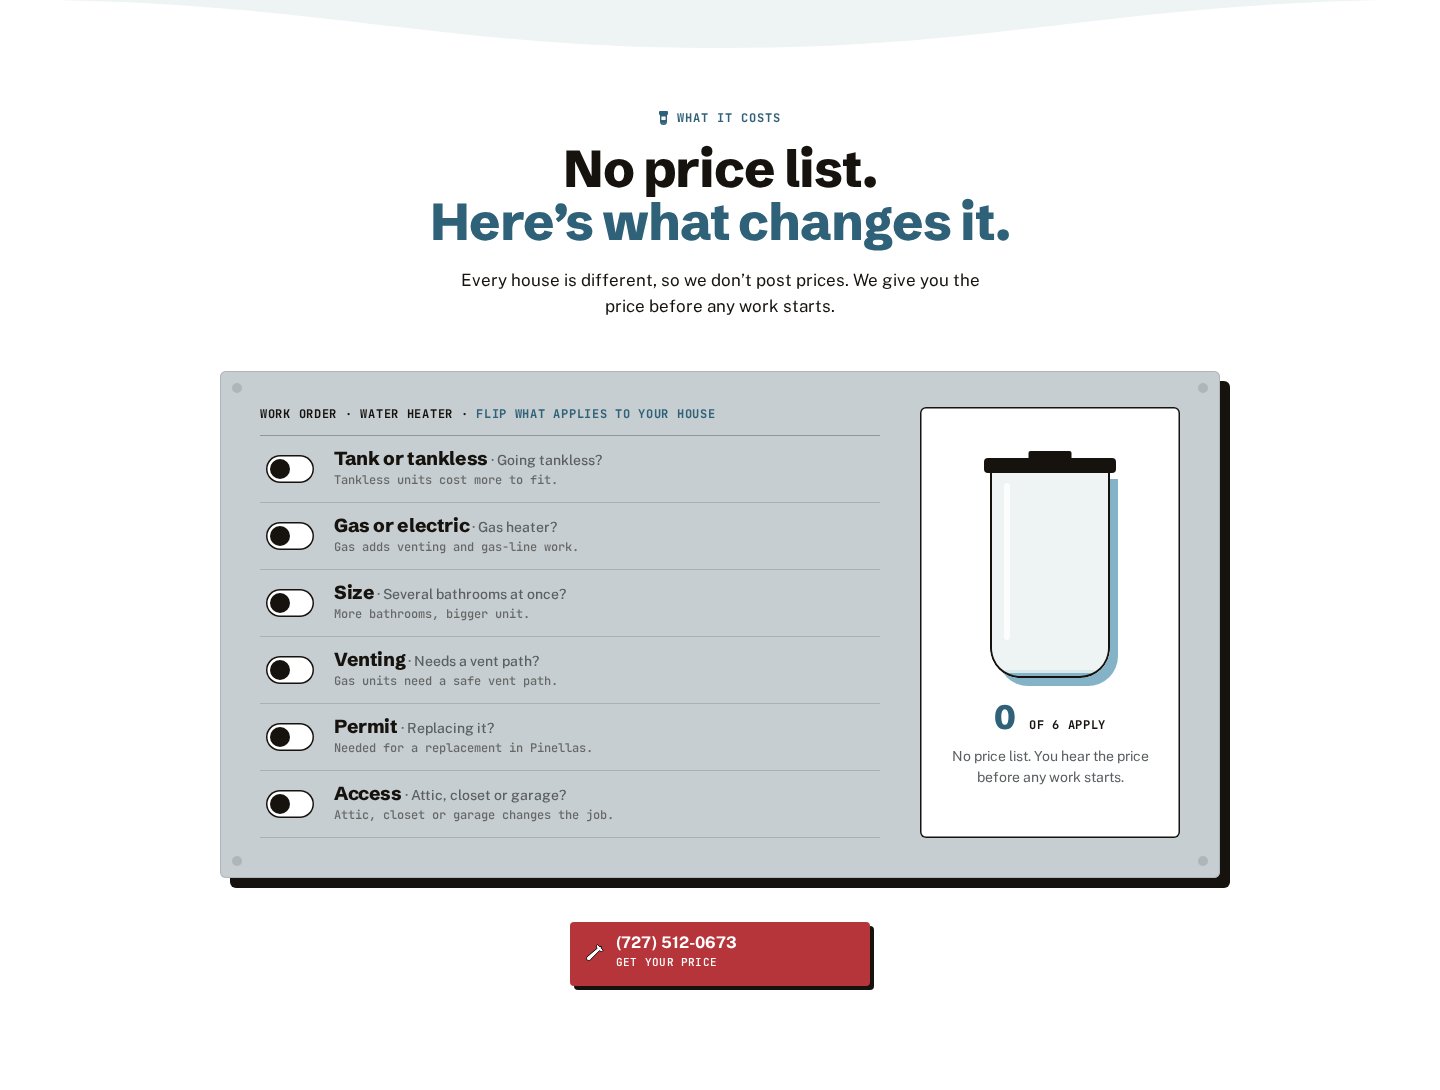 WHAT IT COSTS
No price list.
Here’s what changes it.
Every house is different, so we don’t post prices. We give you the
price before any work starts.
WORK ORDER · WATER HEATER · FLIP WHAT APPLIES TO YOUR HOUSE
Tank or tankless · Going tankless?
Tankless units cost more to fit.
Gas or electric · Gas heater?
Gas adds venting and gas-line work.
Size · Several bathrooms at once?
More bathrooms, bigger unit.
Venting · Needs a vent path?
Gas units need a safe vent path.
Permit · Replacing it?
Needed for a replacement in Pinellas.
Access · Attic, closet or garage?
Attic, closet or garage changes the job.
0 OF 6 APPLY
No price list. You hear the price
before any work starts.
(727) 512-0673
GET YOUR PRICE